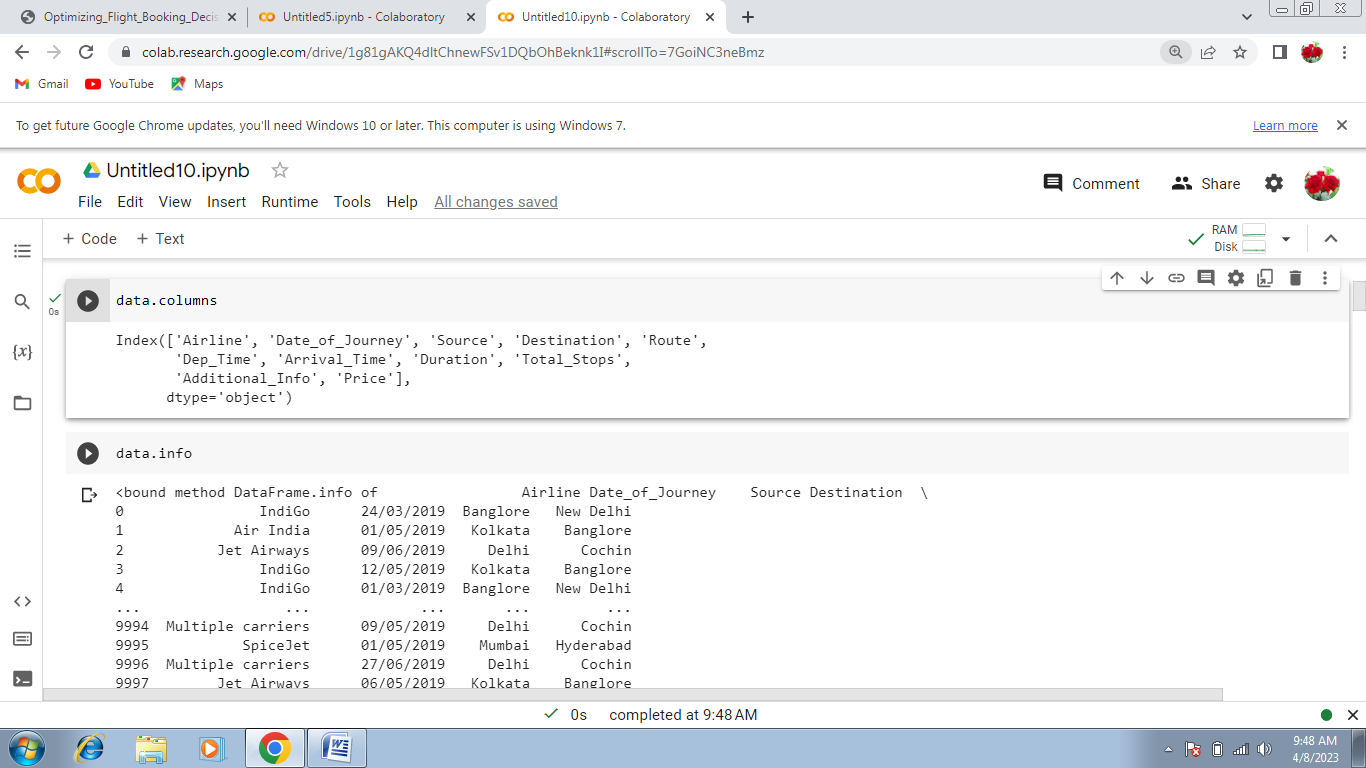 Optimizing_Flight_Booking_Decis
Untitled5.ipynb - Colaboratory
Untitled10.ipynb - Colaboratory
colab.research.google.com/drive/1g81gAKQ4dItChnewFSv1DQbOhBeknk1I#scrollTo=7GoiNC3neBmz
Gmail YouTube Maps
To get future Google Chrome updates, you'll need Windows 10 or later. This computer is using Windows 7. Learn more
Untitled10.ipynb
Comment Share
File Edit View Insert Runtime Tools Help All changes saved
+ Code + Text
RAM
Disk
data.columns
0s
Index(['Airline', 'Date_of_Journey', 'Source', 'Destination', 'Route',
'Dep_Time', 'Arrival_Time', 'Duration', 'Total_Stops',
'Additional_Info', 'Price'],
dtype='object')
data.info
<bound method DataFrame.info of Airline Date_of_Journey Source Destination \
0 IndiGo 24/03/2019 Banglore New Delhi
1 Air India 01/05/2019 Kolkata Banglore
2 Jet Airways 09/06/2019 Delhi Cochin
3 IndiGo 12/05/2019 Kolkata Banglore
4 IndiGo 01/03/2019 Banglore New Delhi
... ... ... ... ...
9994 Multiple carriers 09/05/2019 Delhi Cochin
9995 SpiceJet 01/05/2019 Mumbai Hyderabad
9996 Multiple carriers 27/06/2019 Delhi Cochin
9997 Jet Airways 06/05/2019 Kolkata Banglore
0s completed at 9:48 AM
9:48 AM
4/8/2023